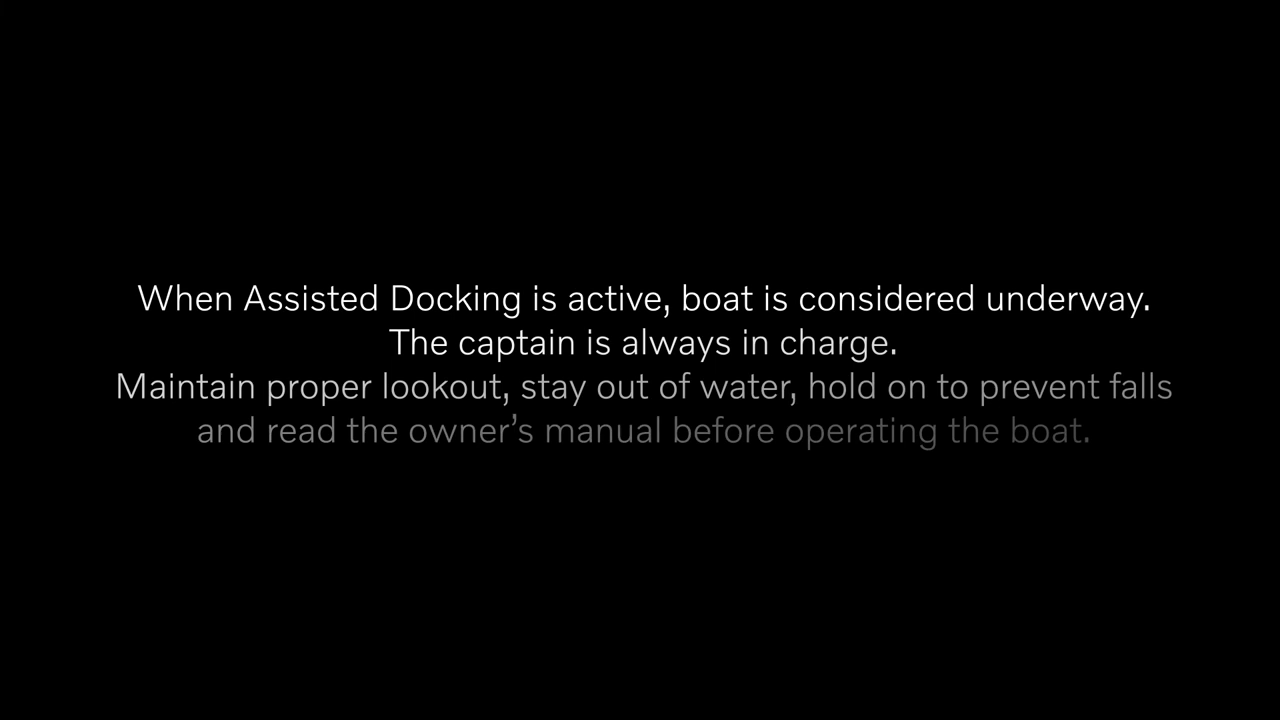 When Assisted Docking is active, boat is considered underway.
The captain is always in charge.
Maintain proper lookout, stay out of water, hold on to prevent falls
and read the owner’s manual before operating the boat.